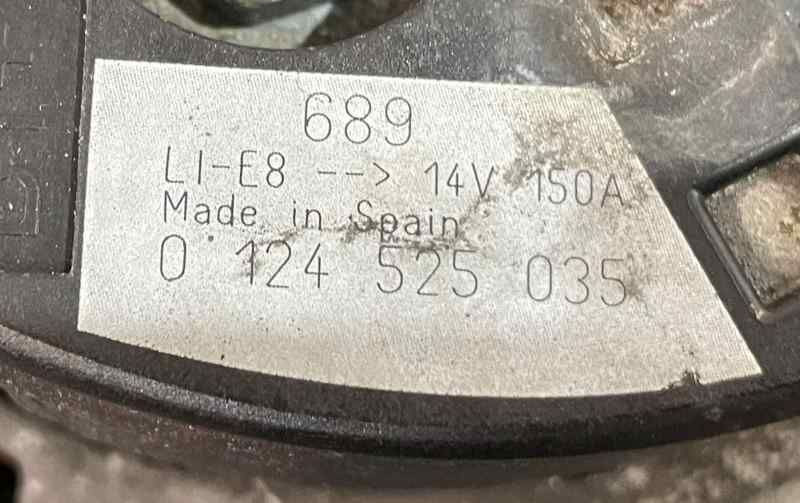 689
LI-E8 --> 14V 150A
Made in Spain
0 124 525 035